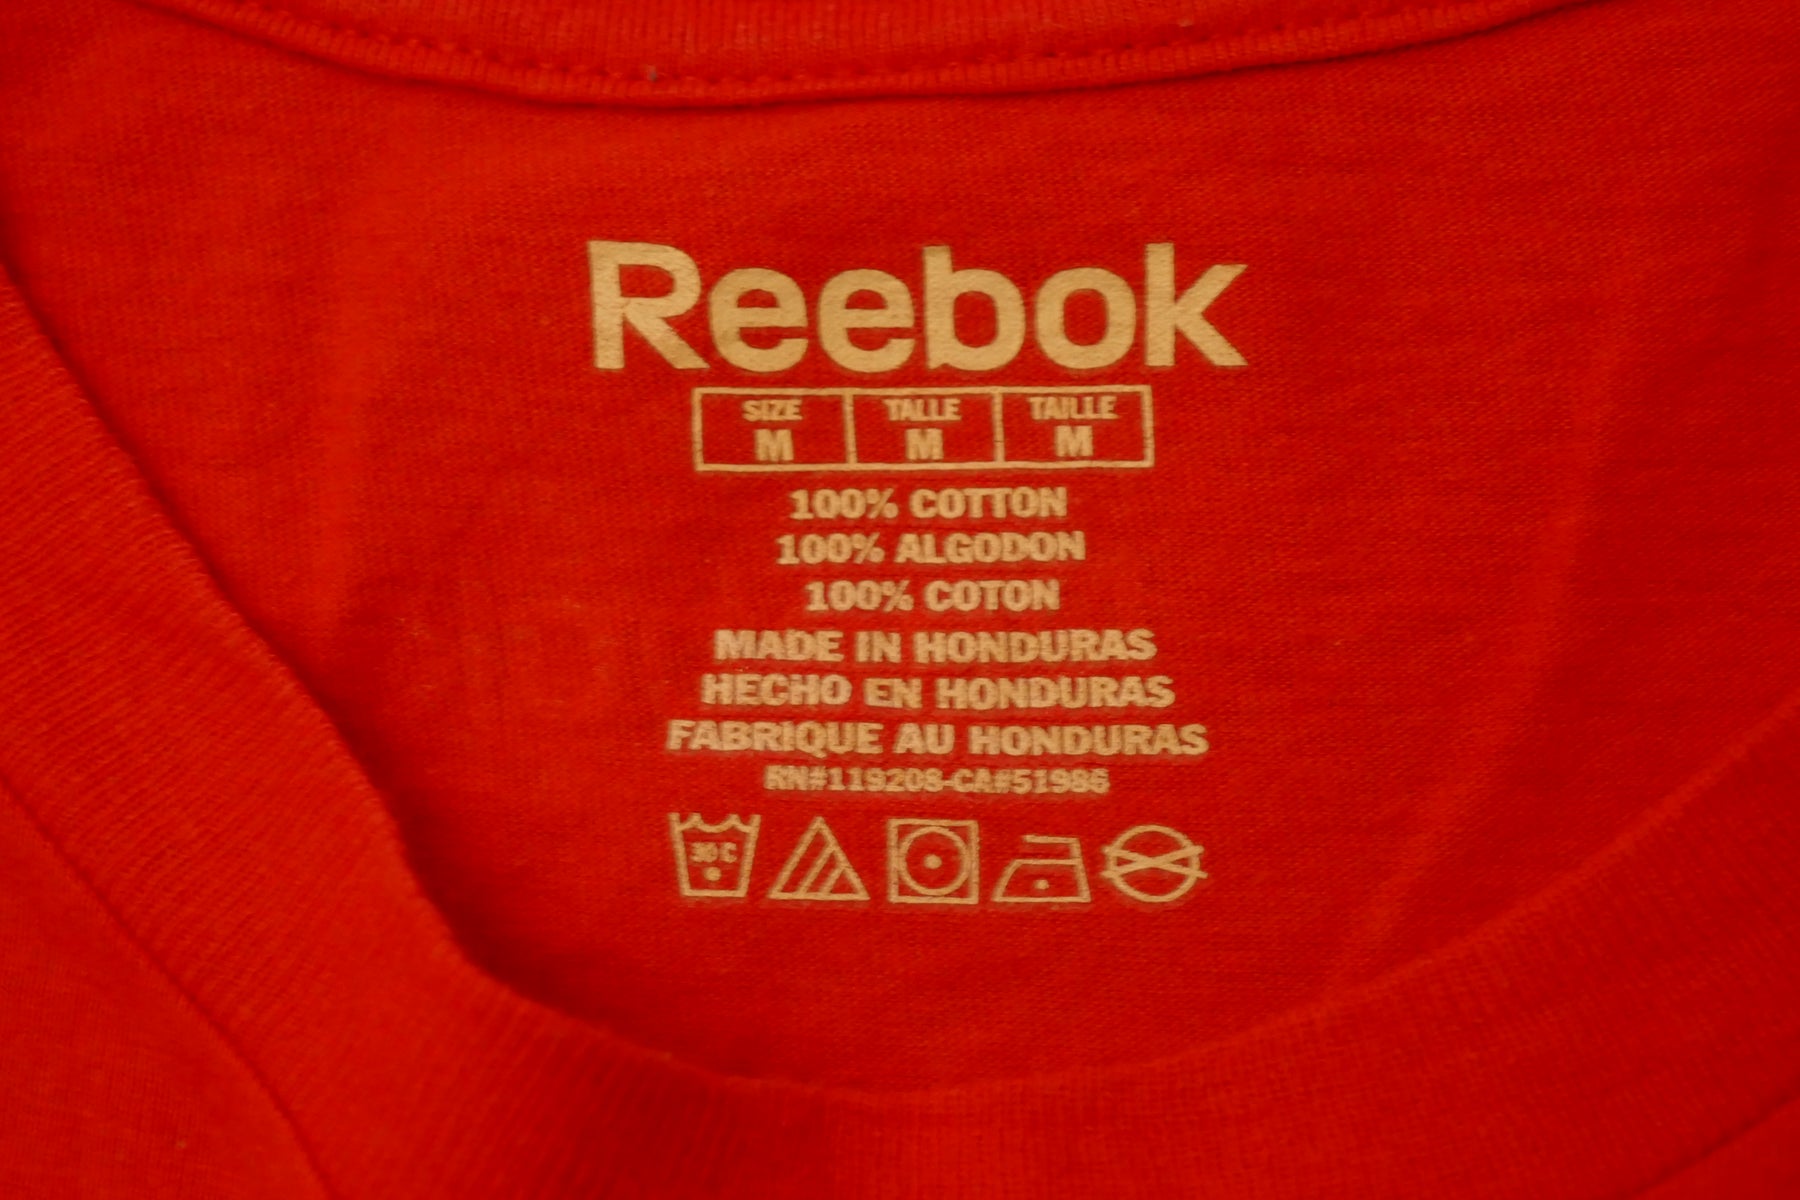 Reebok
SIZE TALLE TAILLE
M M M
100% COTTON
100% ALGODON
100% COTON
MADE IN HONDURAS
HECHO EN HONDURAS
FABRIQUE AU HONDURAS
RN#119208-CA#51986
30 C